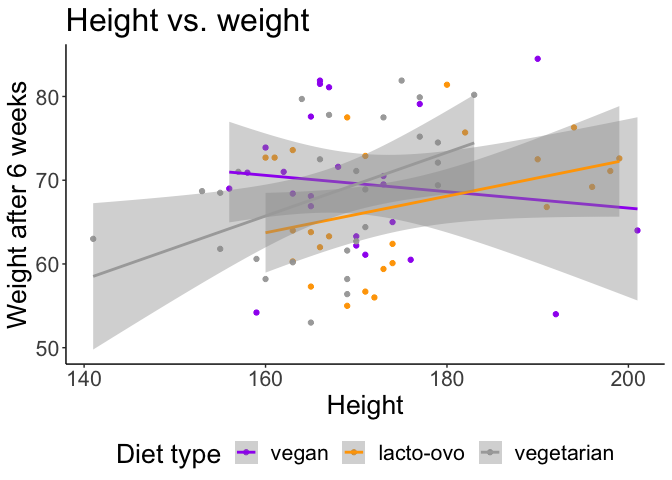 Height vs. weight
Weight after 6 weeks
80
70
60
50
140 160 180 200
Height
Diet type vegan lacto-ovo vegetarian